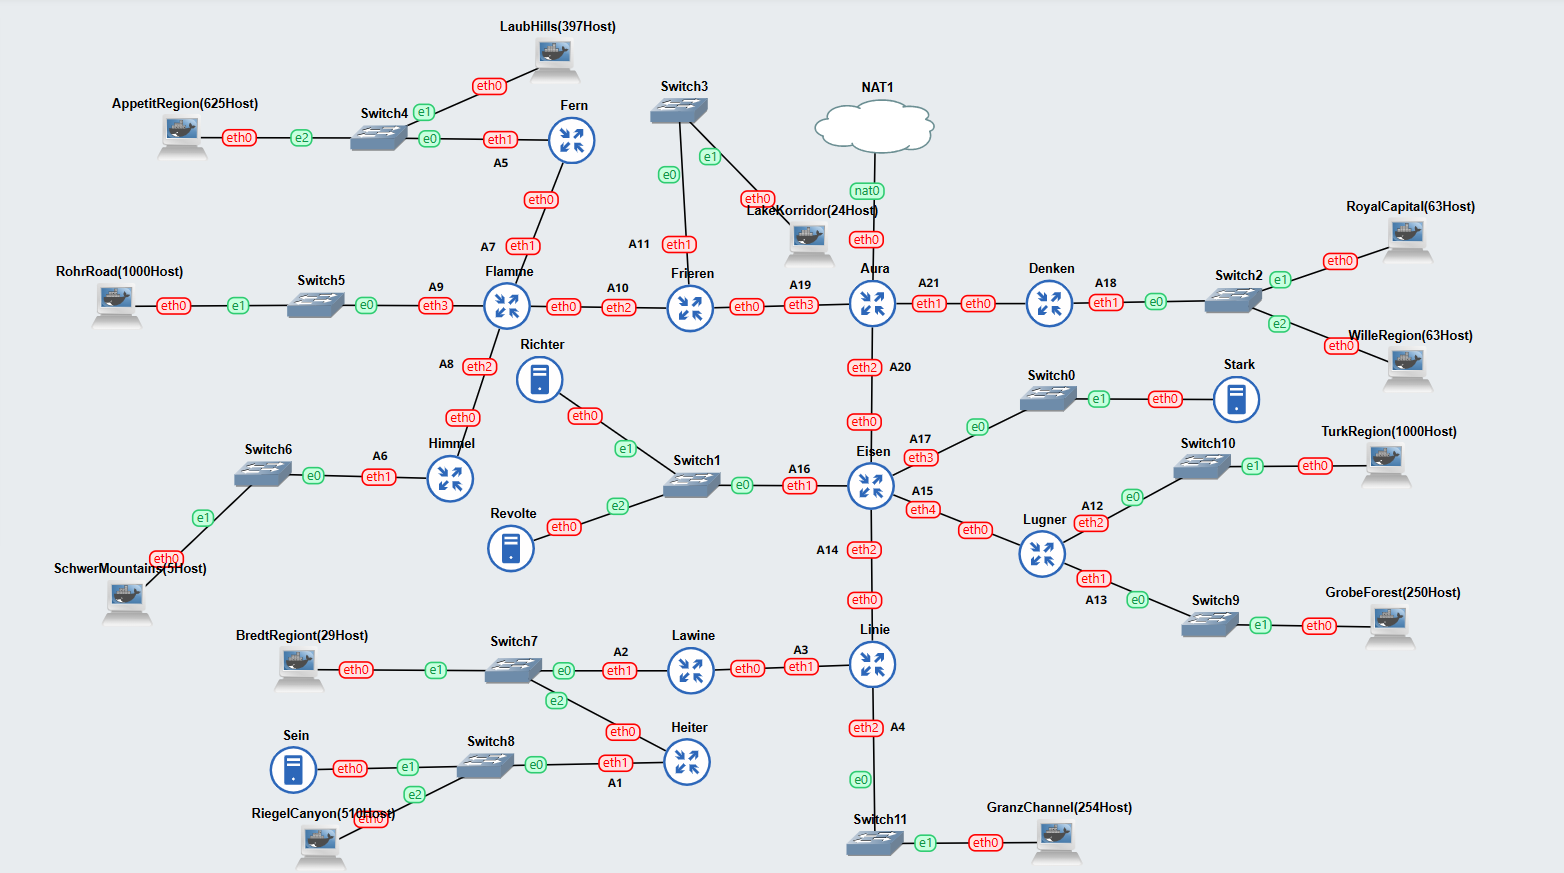 LaubHills(397Host)
eth0
e1
AppetitRegion(625Host)
eth0
e2
Switch4
e0
eth1
A5
Fern
eth0
A7
eth1
Flamme
Switch3
e0
e1
eth0
LakeKorridor(24Host)
A11
eth1
Frieren
NAT1
nat0
eth0
Aura
RohrRoad(1000Host)
eth0
e1
Switch5
e0
A9
eth3
eth0
A10
eth2
eth0
A19
eth3
A21
eth1
eth0
Denken
A18
eth1
e0
Switch2
e1
eth0
RoyalCapital(63Host)
e2
eth0
WilleRegion(63Host)
A8
eth2
eth0
Himmel
Richter
eth0
e1
Switch1
e0
A16
eth1
e2
eth0
Revolte
eth2
A20
eth0
Eisen
A17
eth3
e0
Switch0
e1
eth0
Stark
A15
eth4
eth0
Lugner
A12
eth2
e0
Switch10
e1
eth0
TurkRegion(1000Host)
eth1
A13
e0
Switch9
e1
eth0
GrobeForest(250Host)
Switch6
e0
A6
eth1
e1
eth0
SchwerMountains(5Host)
A14
eth2
eth0
Linie
BredtRegiont(29Host)
eth0
e1
Switch7
e0
A2
eth1
Lawine
eth0
A3
eth1
e2
eth0
Heiter
Sein
eth0
e1
Switch8
e0
eth1
A1
e2
eth0
RiegelCanyon(510Host)
eth2
A4
e0
Switch11
e1
eth0
GranzChannel(254Host)